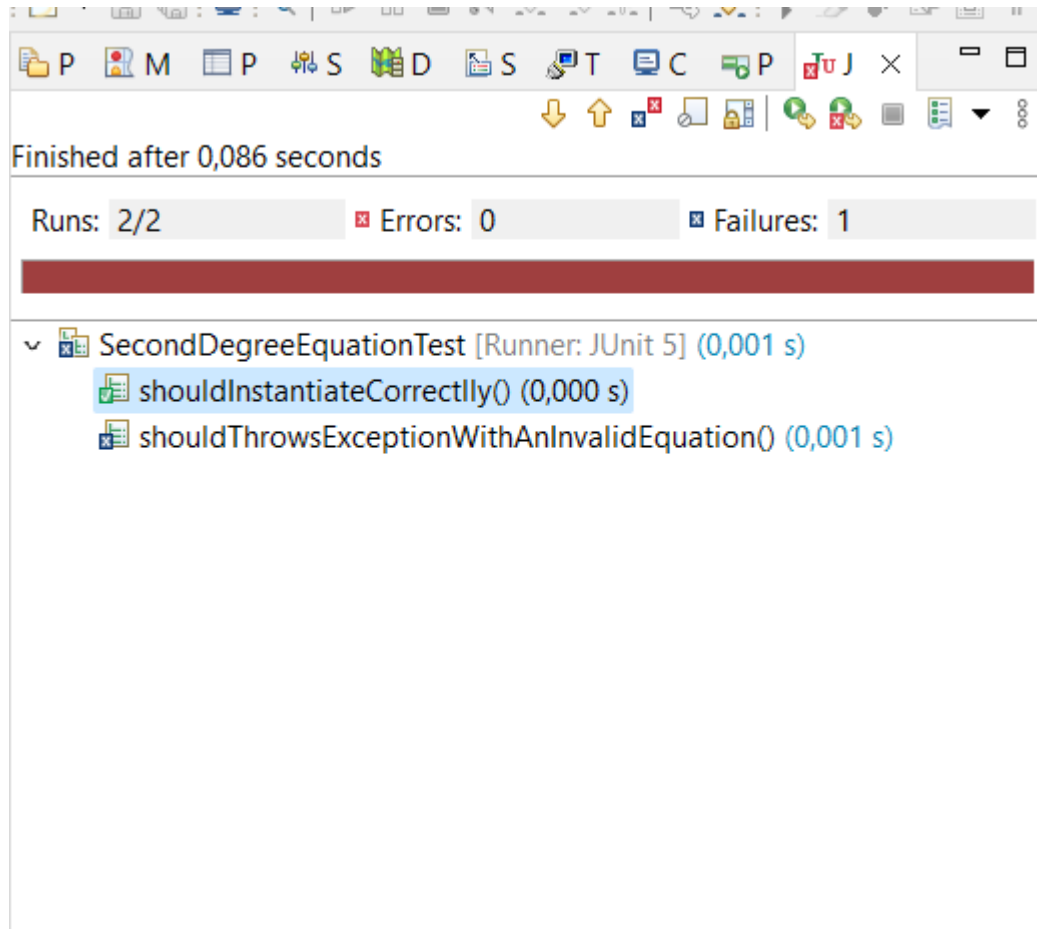 P M P S D S T C P Ju J
Finished after 0,086 seconds
Runs: 2/2 Errors: 0 Failures: 1
SecondDegreeEquationTest [Runner: JUnit 5] (0,001 s)
shouldInstantiateCorrectlly() (0,000 s)
shouldThrowsExceptionWithAnInvalidEquation() (0,001 s)